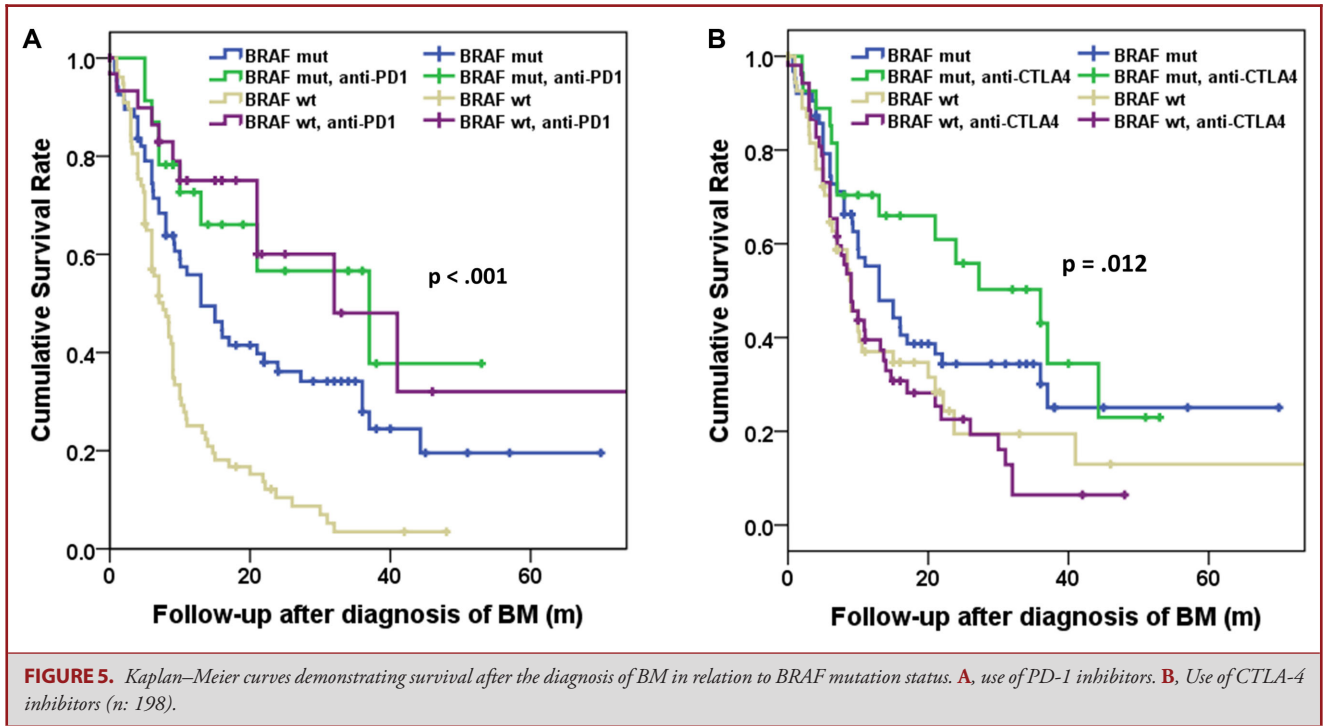 A
BRAF mut
BRAF mut
BRAF mut, anti-PD1
BRAF mut, anti-PD1
BRAF wt
BRAF wt
BRAF wt, anti-PD1
BRAF wt, anti-PD1
p < .001
Cumulative Survival Rate
1.0
0.8
0.6
0.4
0.2
0.0
0 20 40 60
Follow-up after diagnosis of BM (m)
B
BRAF mut
BRAF mut
BRAF mut, anti-CTLA4
BRAF mut, anti-CTLA4
BRAF wt
BRAF wt
BRAF wt, anti-CTLA4
BRAF wt, anti-CTLA4
p = .012
Cumulative Survival Rate
1.0
0.8
0.6
0.4
0.2
0.0
0 20 40 60
Follow-up after diagnosis of BM (m)
FIGURE 5. Kaplan–Meier curves demonstrating survival after the diagnosis of BM in relation to BRAF mutation status. A, use of PD-1 inhibitors. B, Use of CTLA-4
inhibitors (n: 198).